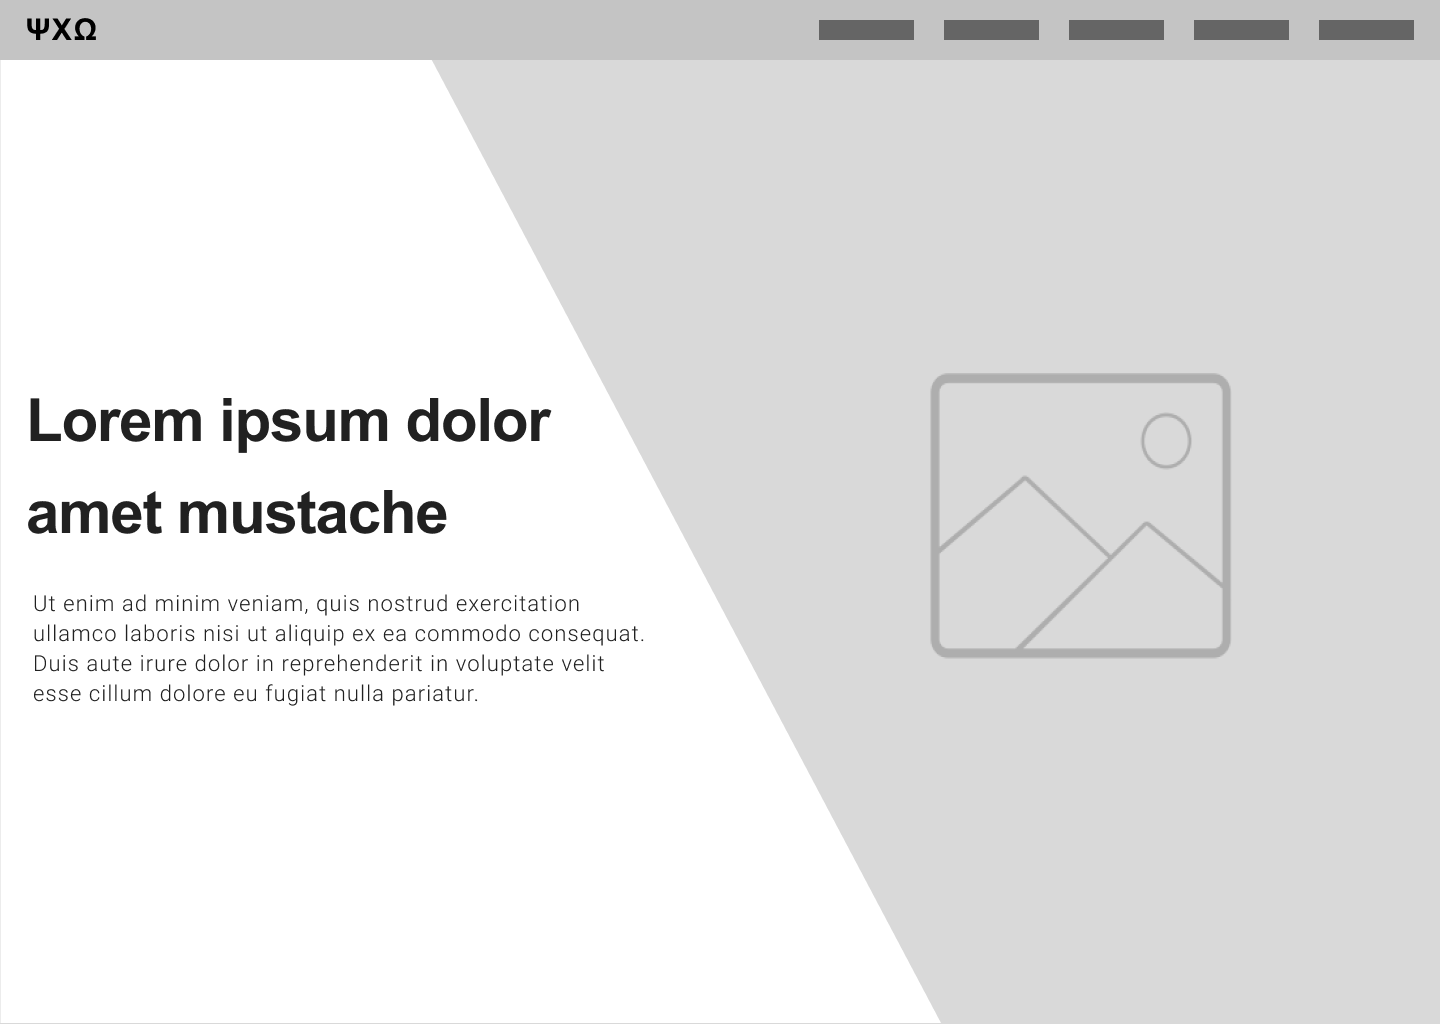 ΨΧΩ
Lorem ipsum dolor
amet mustache
Ut enim ad minim veniam, quis nostrud exercitation
ullamco laboris nisi ut aliquip ex ea commodo consequat.
Duis aute irure dolor in reprehenderit in voluptate velit
esse cillum dolore eu fugiat nulla pariatur.